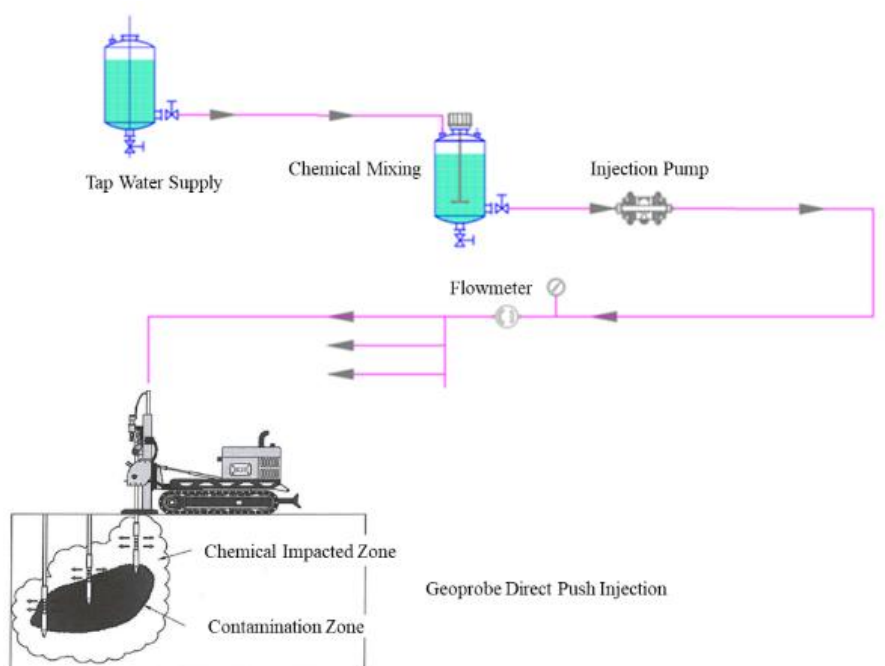 Tap Water Supply
Chemical Mixing
Injection Pump
Flowmeter
Chemical Impacted Zone
Geoprobe Direct Push Injection
Contamination Zone